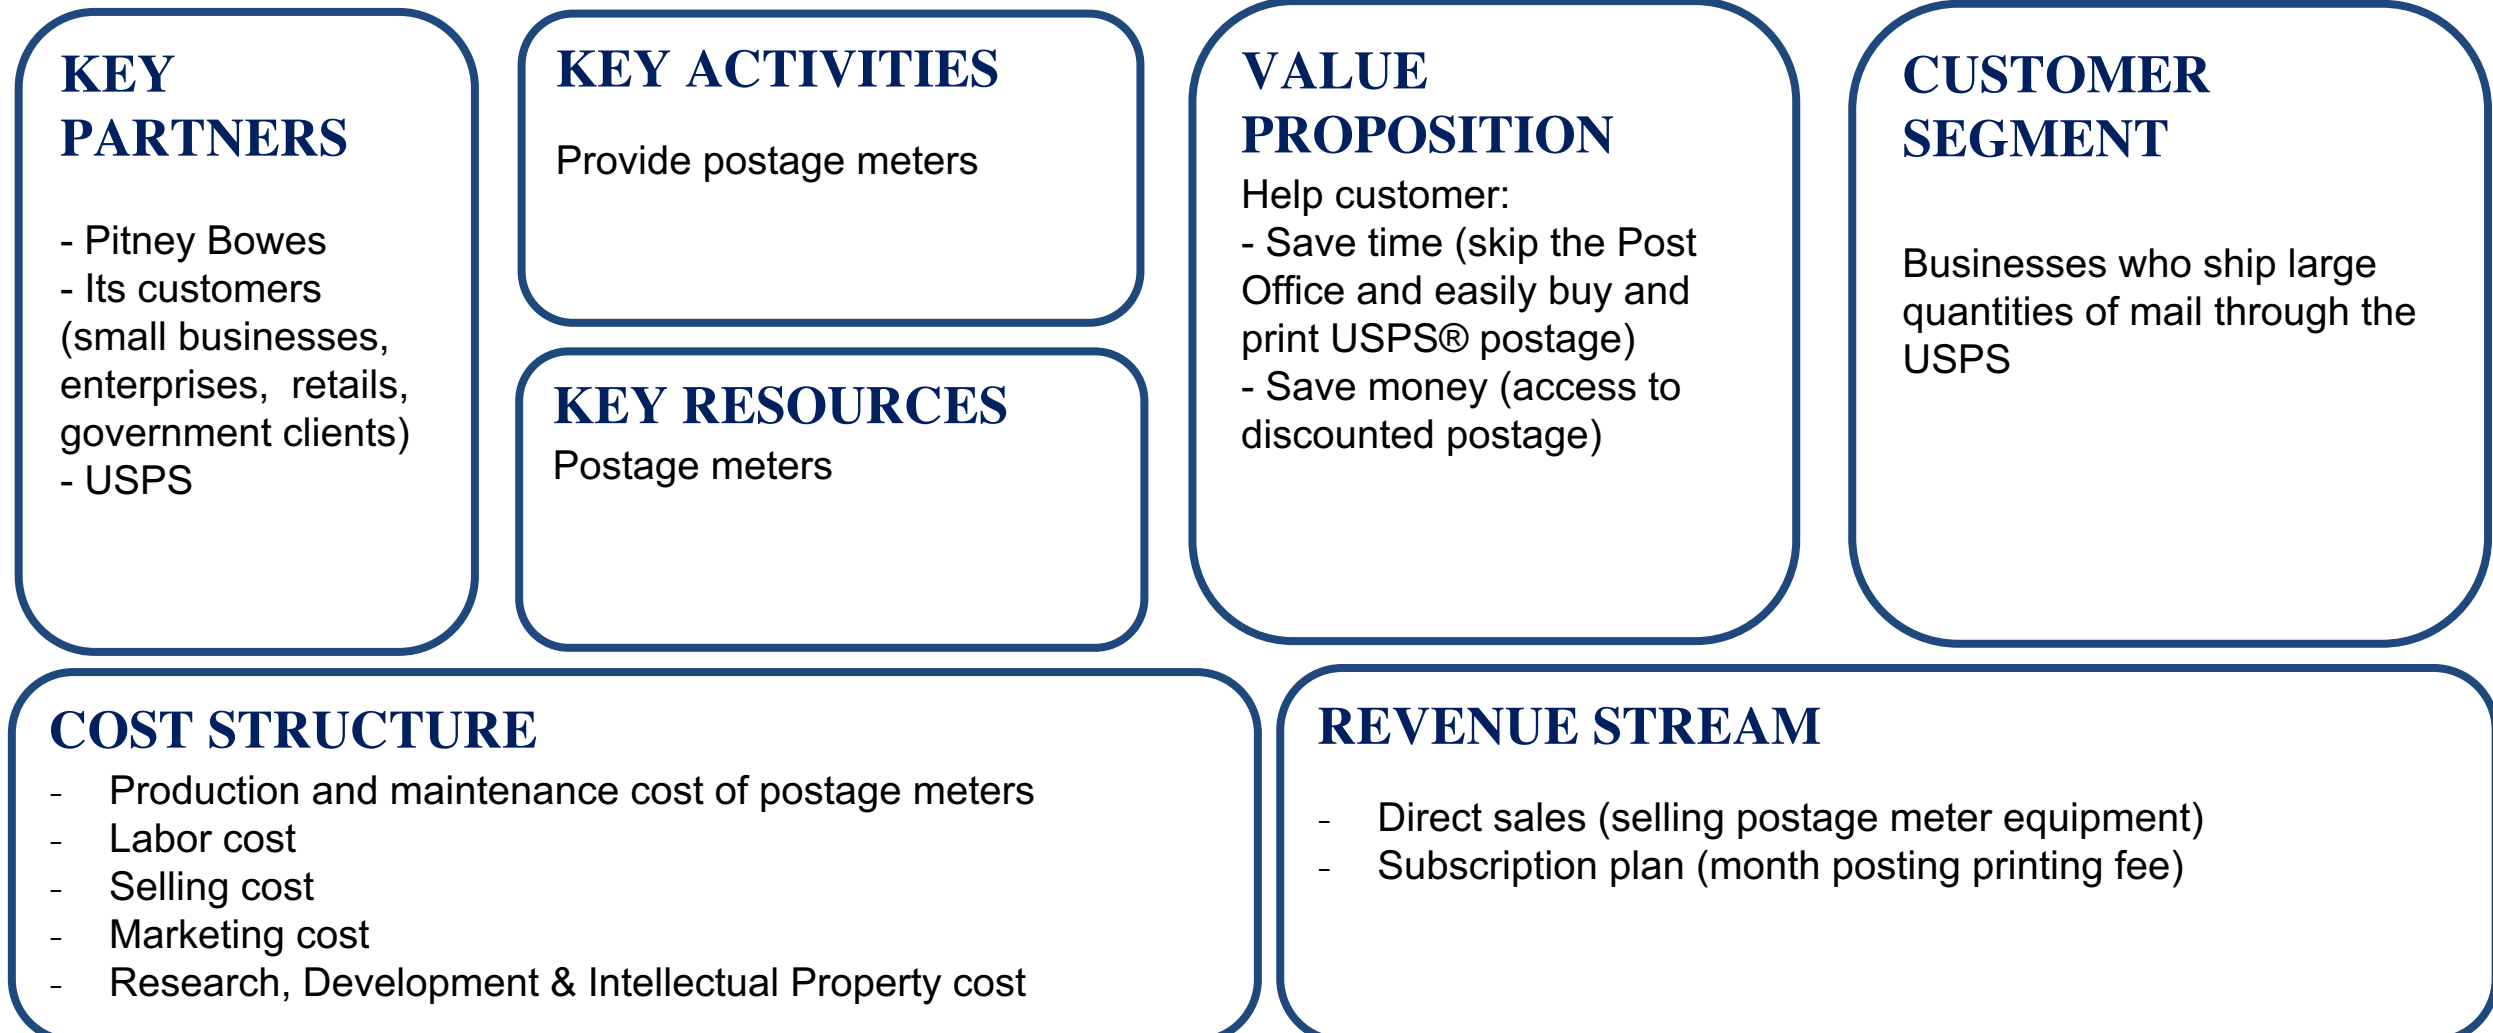 KEY
PARTNERS
- Pitney Bowes
- Its customers
(small businesses,
enterprises,  retails,
government clients)
- USPS
KEY ACTIVITIES
Provide postage meters
KEY RESOURCES
Postage meters
VALUE
PROPOSITION
Help customer:
- Save time (skip the Post
Office and easily buy and
print USPS® postage)
- Save money (access to
discounted postage)
CUSTOMER
SEGMENT
Businesses who ship large
quantities of mail through the
USPS
COST STRUCTURE
- Production and maintenance cost of postage meters
- Labor cost
- Selling cost
- Marketing cost
- Research, Development & Intellectual Property cost
REVENUE STREAM
- Direct sales (selling postage meter equipment)
- Subscription plan (month posting printing fee)